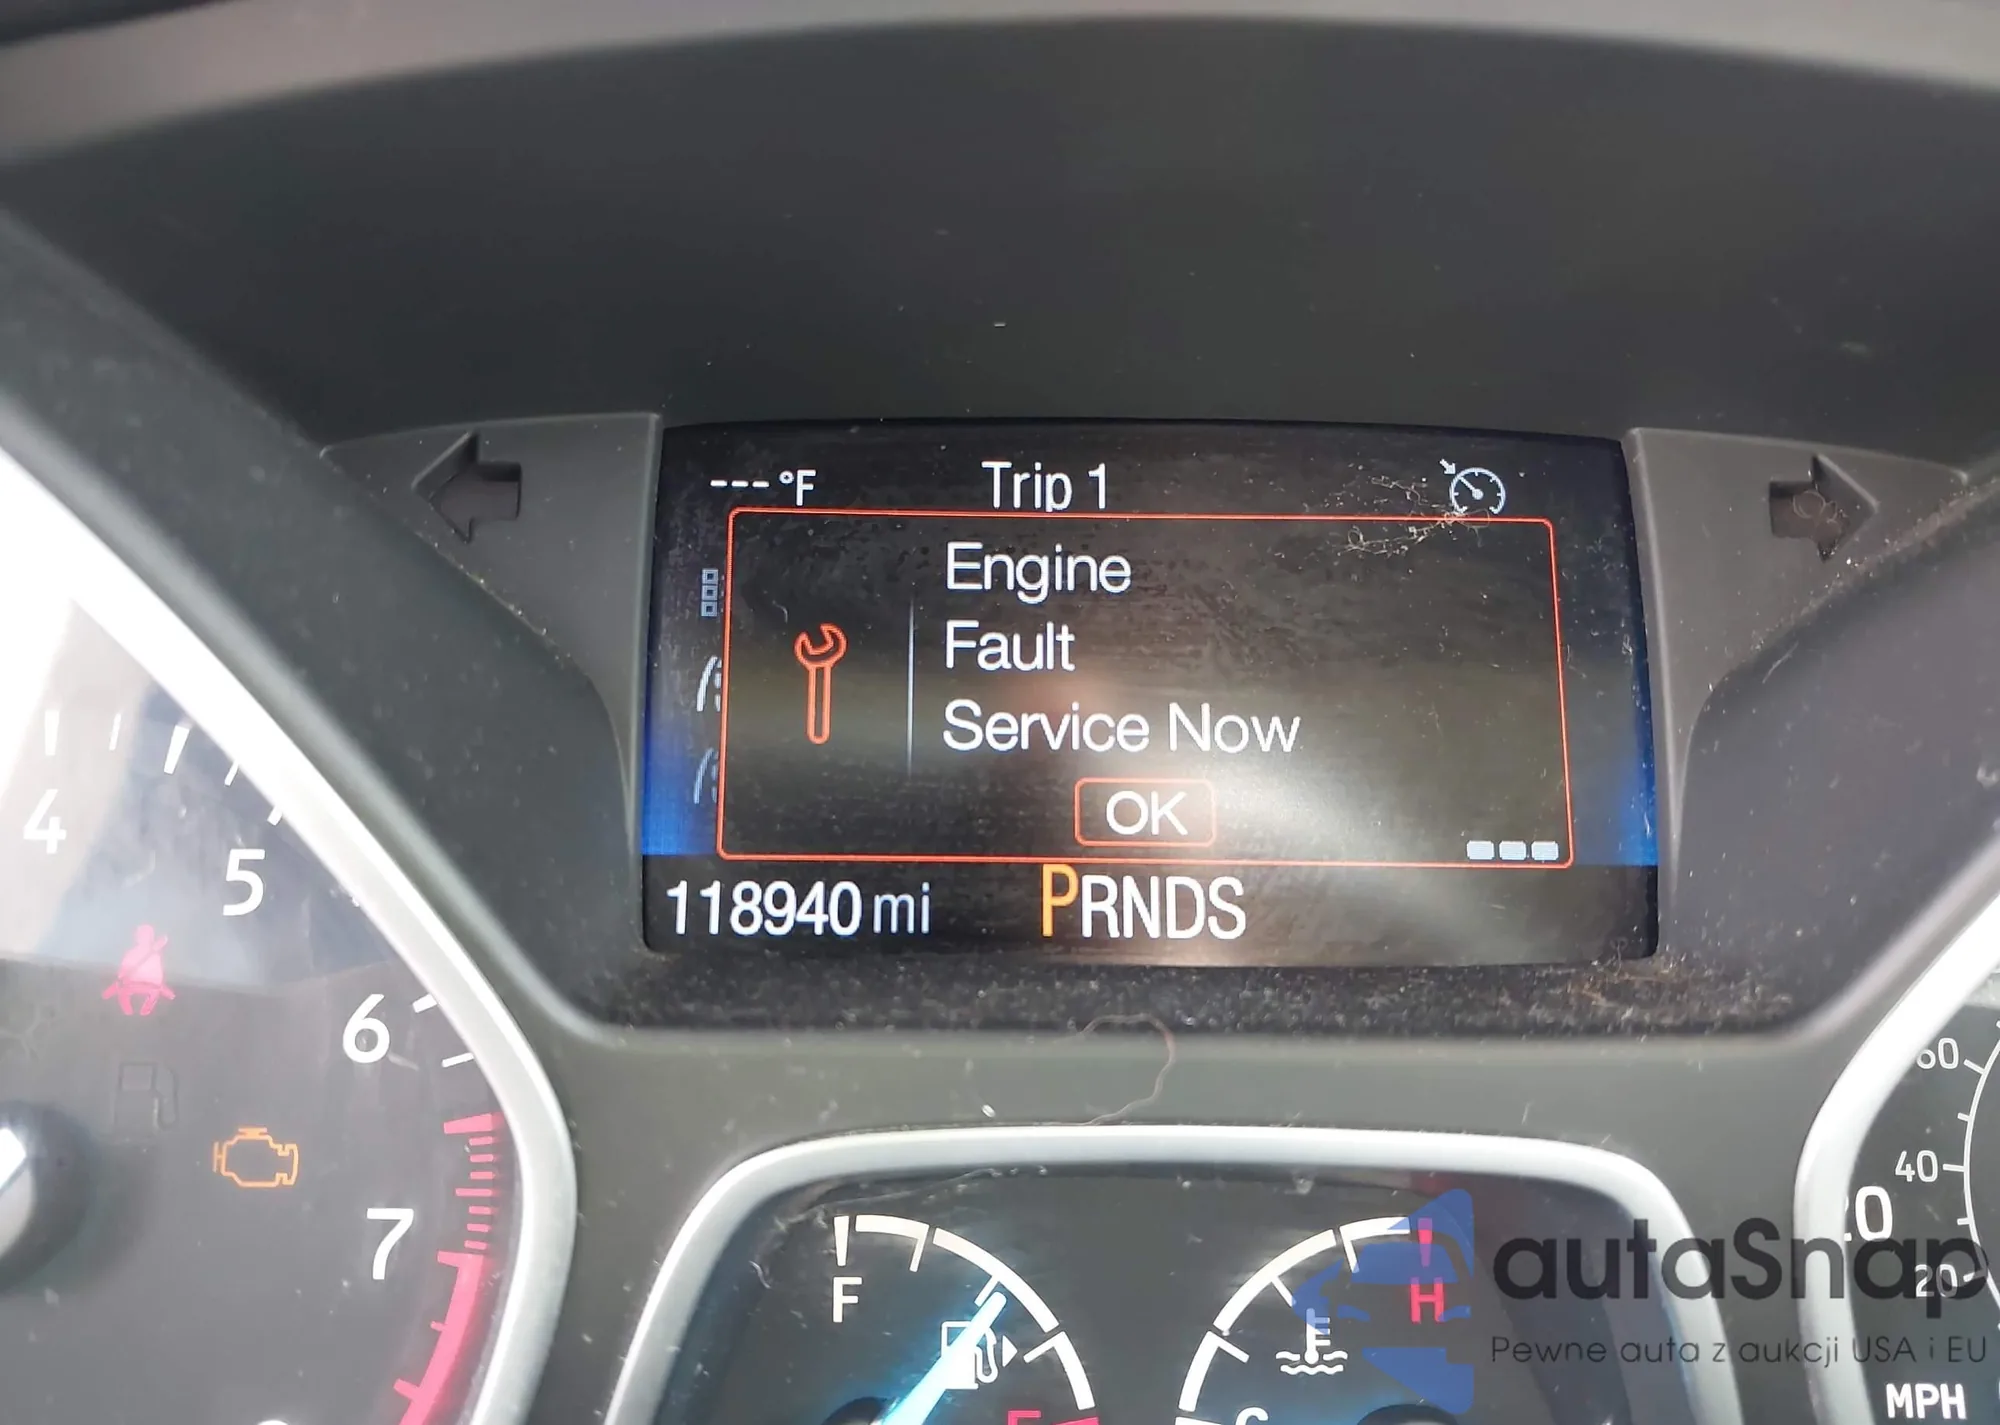 --- °F Trip 1
Engine
Fault
Service Now
OK
118940 mi PRNDS
4
5
6
7
F
H
60
40
20
MPH
autaSnap
Pewne auta z aukcji USA i EU